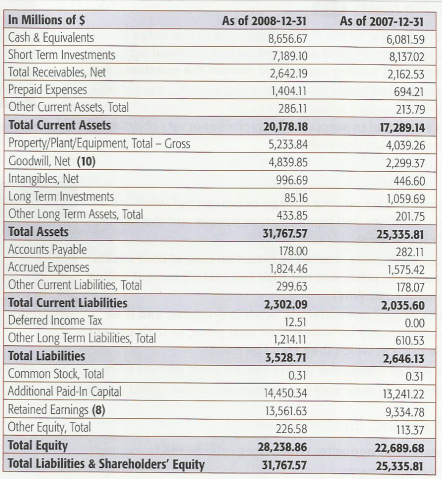 In Millions of $ As of 2008-12-31 As of 2007-12-31
Cash & Equivalents 8,656.67 6,081.59
Short Term Investments 7,189.10 8,137.02
Total Receivables, Net 2,642.19 2,162.53
Prepaid Expenses 1,404.11 694.21
Other Current Assets, Total 286.11 213.79
Total Current Assets 20,178.18 17,289.14
Property/Plant/Equipment, Total – Gross 5,233.84 4,039.26
Goodwill, Net (10) 4,839.85 2,299.37
Intangibles, Net 996.69 446.60
Long Term Investments 85.16 1,059.69
Other Long Term Assets, Total 433.85 201.75
Total Assets 31,767.57 25,335.81
Accounts Payable 178.00 282.11
Accrued Expenses 1,824.46 1,575.42
Other Current Liabilities, Total 299.63 178.07
Total Current Liabilities 2,302.09 2,035.60
Deferred Income Tax 12.51 0.00
Other Long Term Liabilities, Total 1,214.11 610.53
Total Liabilities 3,528.71 2,646.13
Common Stock, Total 0.31 0.31
Additional Paid-In Capital 14,450.34 13,241.22
Retained Earnings (8) 13,561.63 9,334.78
Other Equity, Total 226.58 113.37
Total Equity 28,238.86 22,689.68
Total Liabilities & Shareholders' Equity 31,767.57 25,335.81